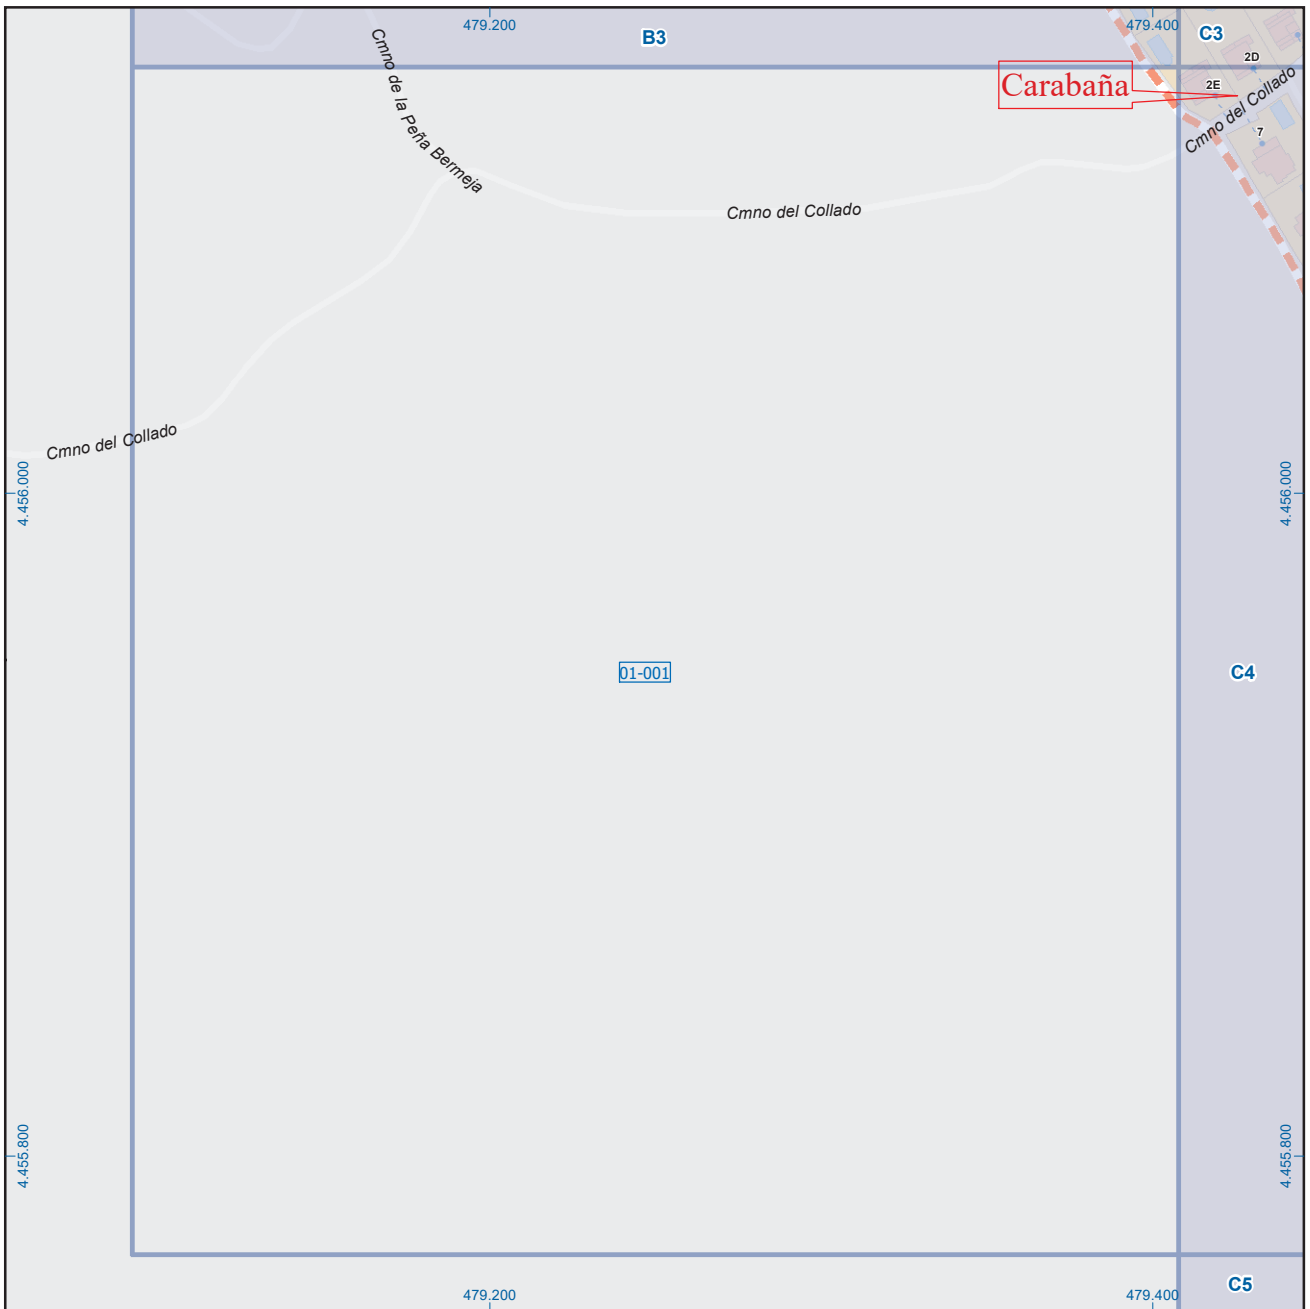 479.200
479.400
B3
C3
2D
2E
7
Carabaña
Cmno del Collado
Cmno de la Peña Bermeja
Cmno del Collado
Cmno del Collado
4.456.000
4.456.000
01-001
C4
4.455.800
4.455.800
C5
479.200
479.400